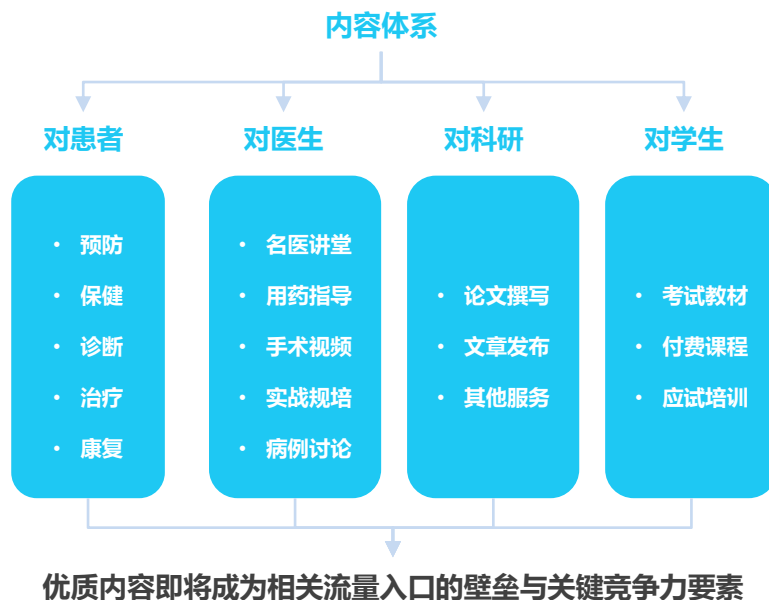 内容体系
对患者
对医生
对科研
对学生
• 预防
• 保健
• 诊断
• 治疗
• 康复
• 名医讲堂
• 用药指导
• 手术视频
• 实战规培
• 病例讨论
• 论文撰写
• 文章发布
• 其他服务
• 考试教材
• 付费课程
• 应试培训
优质内容即将成为相关流量入口的壁垒与关键竞争力要素